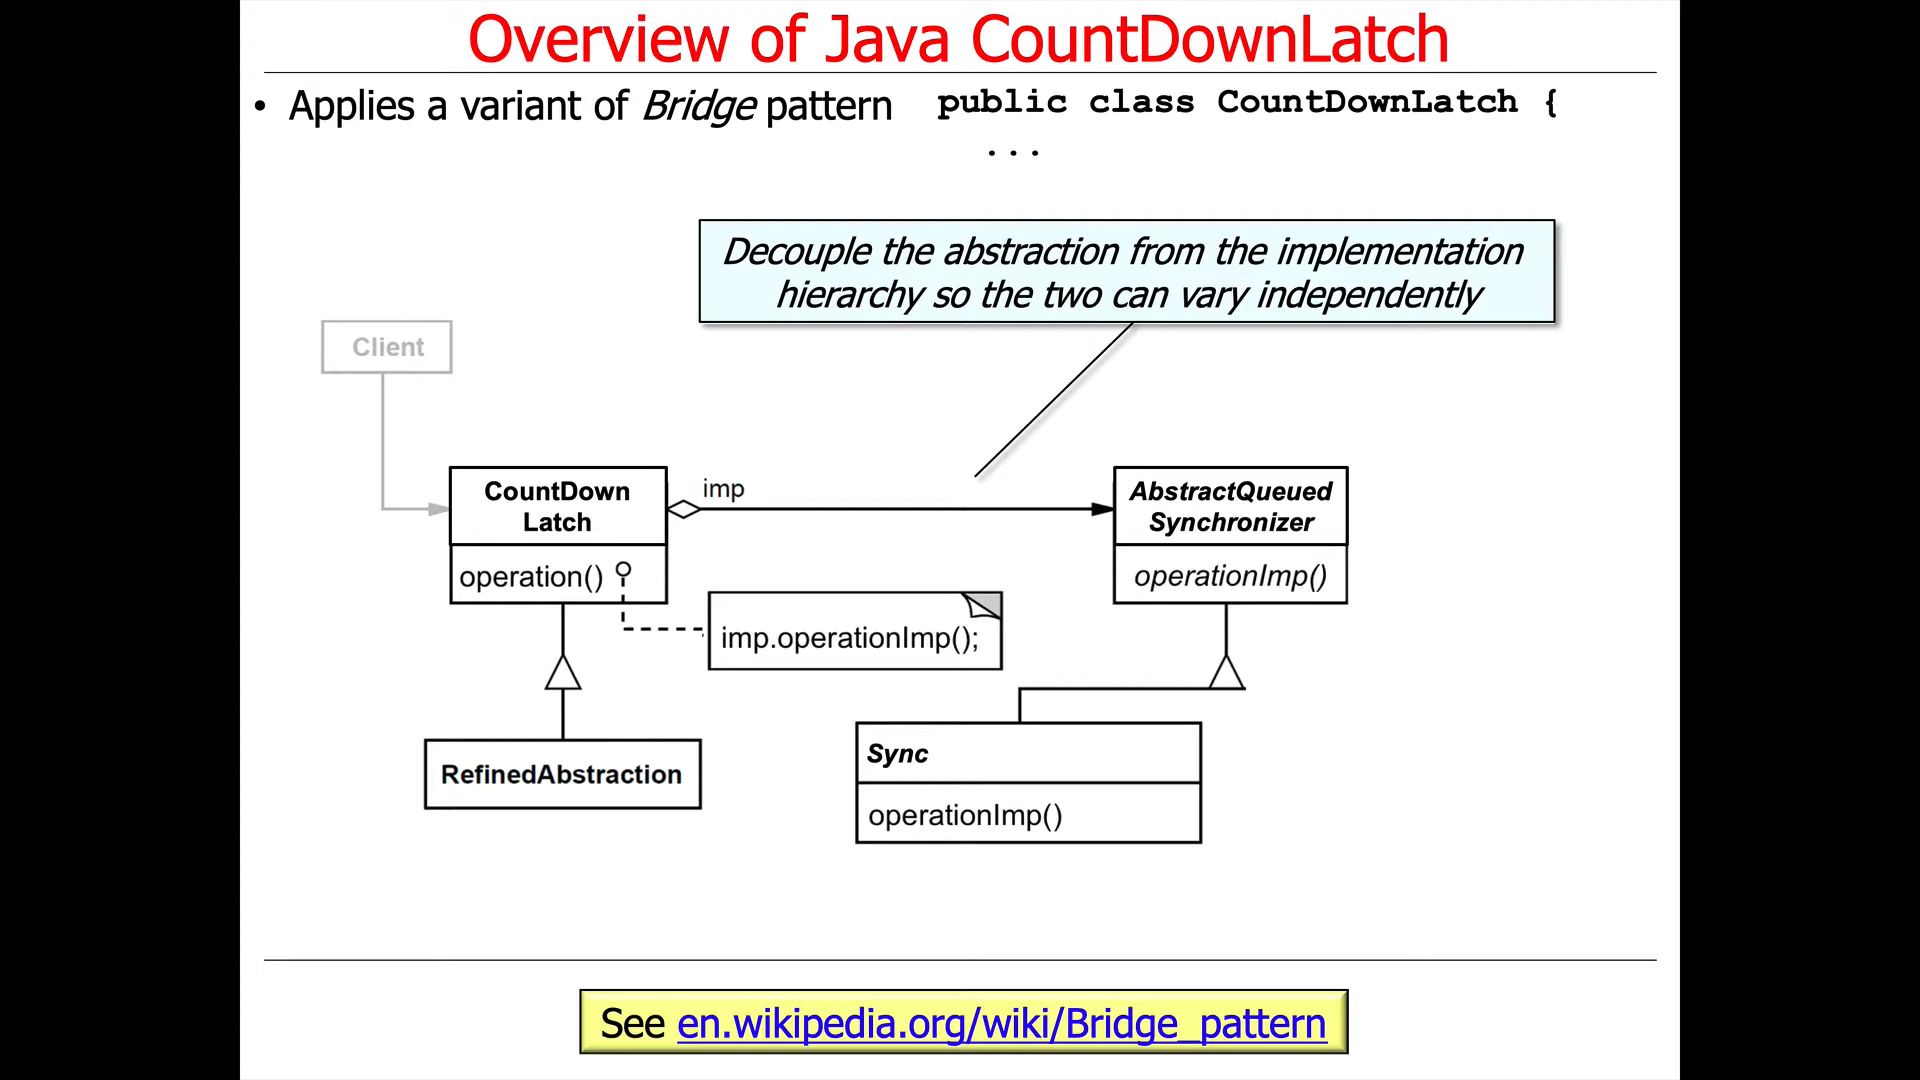 Overview of Java CountDownLatch
• Applies a variant of Bridge pattern
public class CountDownLatch {
...
Decouple the abstraction from the implementation
hierarchy so the two can vary independently
Client
CountDown
Latch
operation()
imp
AbstractQueued
Synchronizer
operationImp()
imp.operationImp();
RefinedAbstraction
Sync
operationImp()
See en.wikipedia.org/wiki/Bridge_pattern